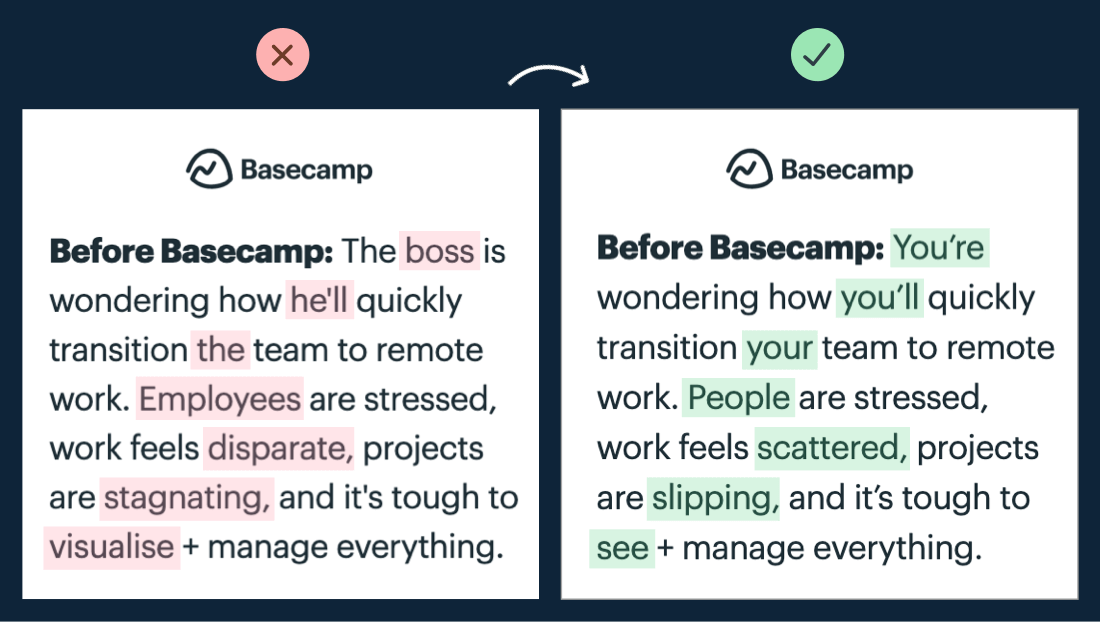 Basecamp
Before Basecamp: The boss is
wondering how he'll quickly
transition the team to remote
work. Employees are stressed,
work feels disparate, projects
are stagnating, and it's tough to
visualise + manage everything.
Basecamp
Before Basecamp: You’re
wondering how you’ll quickly
transition your team to remote
work. People are stressed,
work feels scattered, projects
are slipping, and it’s tough to
see + manage everything.